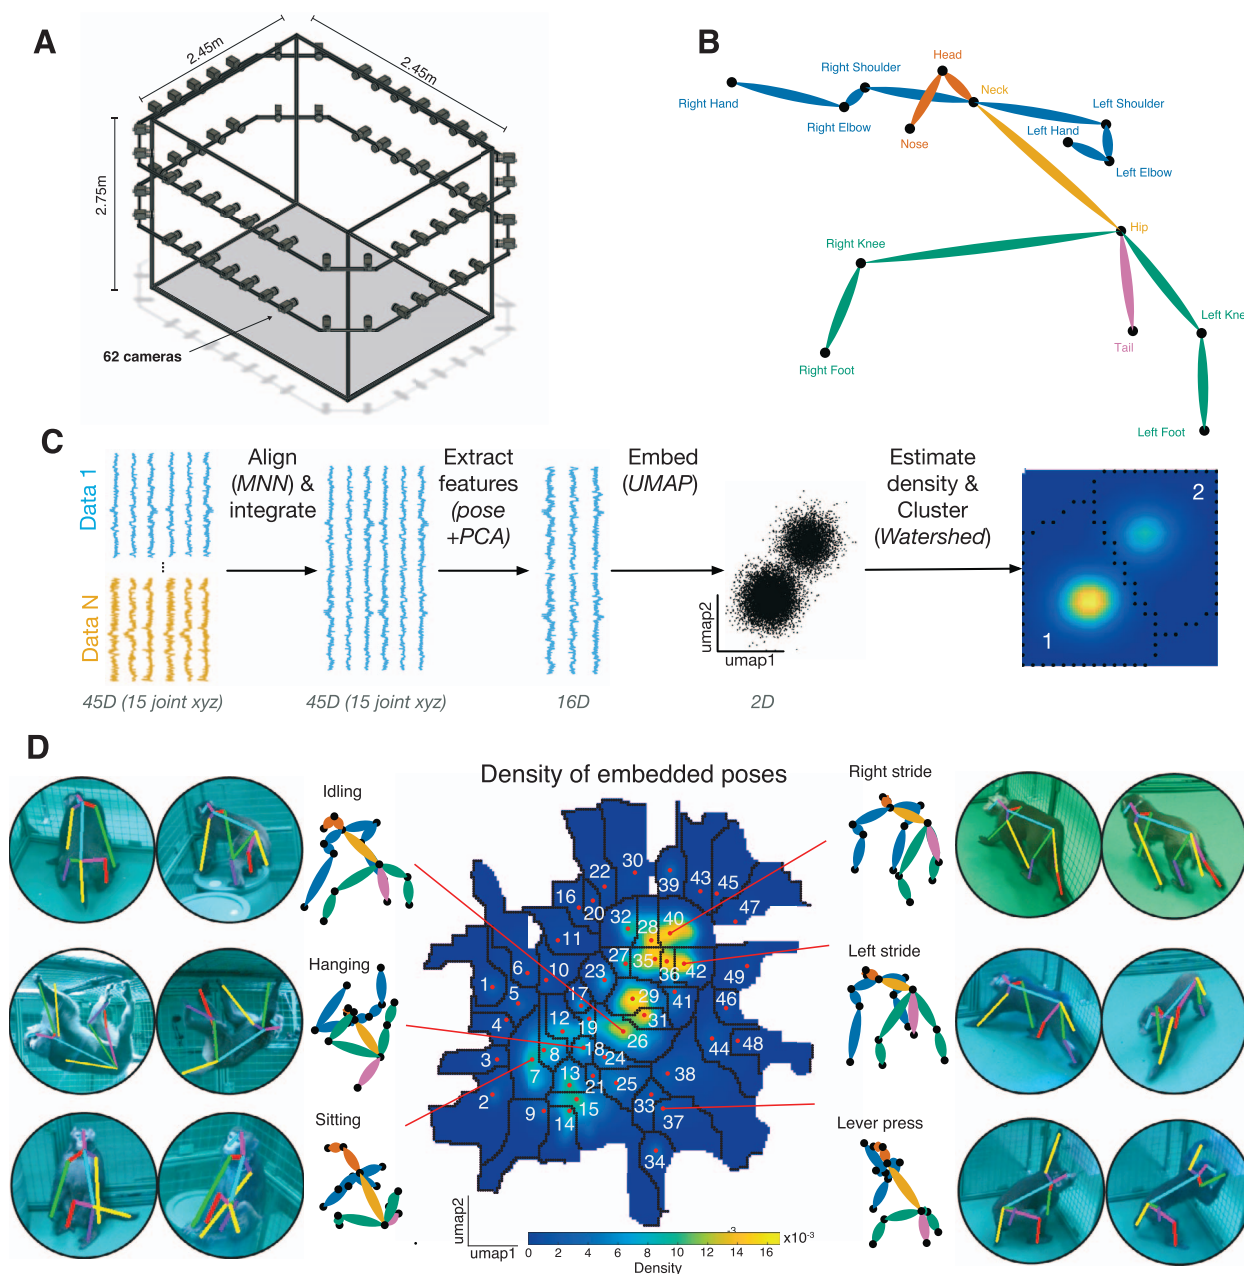 A
2.45m
2.45m
2.75m
62 cameras
B
Head
Right Shoulder
Neck
Right Hand
Left Shoulder
Right Elbow
Left Hand
Nose
Left Elbow
Hip
Right Knee
Left Kne
Tail
Right Foot
Left Foot
C
Data 1
Data N
Align
(MNN) &
integrate
Extract
features
(pose
+PCA)
Embed
(UMAP)
Estimate
density &
Cluster
(Watershed)
umap2
umap1
2
1
45D (15 joint xyz)
45D (15 joint xyz)
16D
2D
D
Density of embedded poses
Idling
Hanging
Sitting
Right stride
Left stride
Lever press
30
22
39
43
45
16
20
47
32
40
28
11
27
35
36
42
49
6
10
23
1
5
17
29
41
46
4
12
19
31
26
44
48
3
8
18
24
7
13
21
25
38
2
9
15
33
37
14
34
umap2
umap1
0
2
4
6
8
10
12
14
16
x10-3
-3
Density